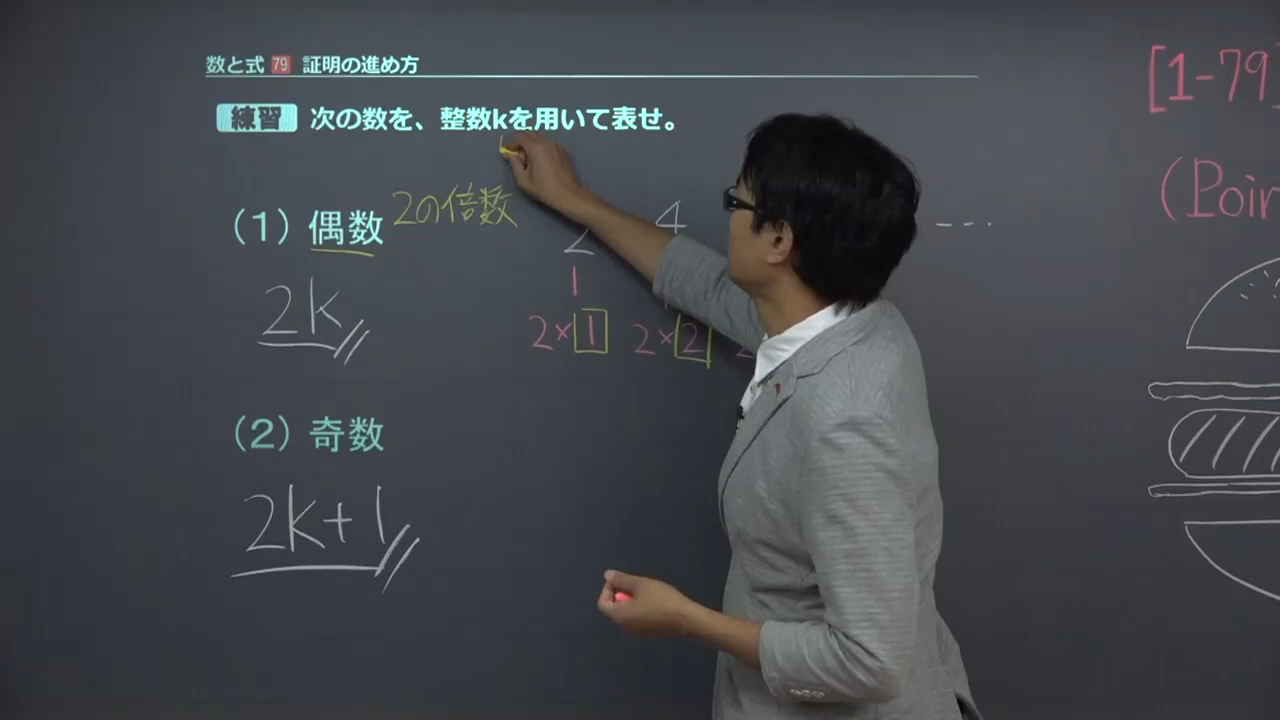 数と式 79 証明の進め方
練習 次の数を、整数kを用いて表せ。
(1) 偶数 2の倍数
2 4 ---
1
2×1 2×2 2
2k
(2) 奇数
2k+1
[1-79]
(Poin